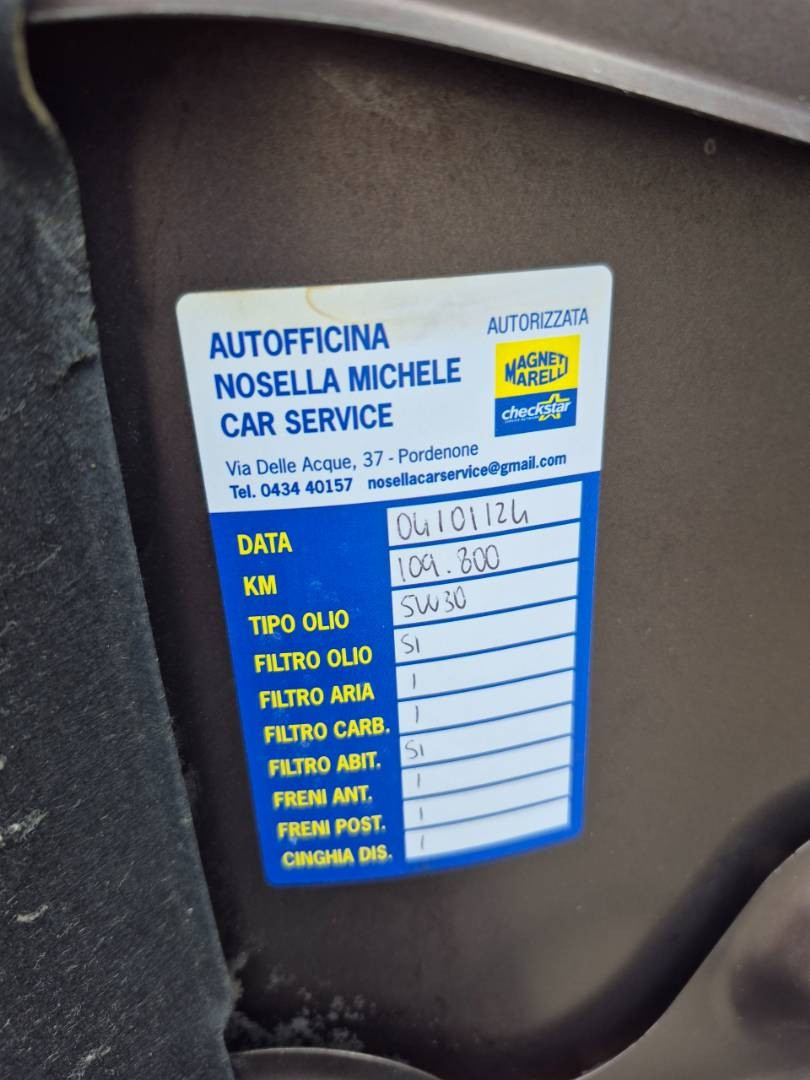 AUTOFFICINA
NOSELLA MICHELE
CAR SERVICE
AUTORIZZATA
MAGNETI
MARELLI
checkstar
Via Delle Acque, 37 - Pordenone
Tel. 0434 40157 nosellacarservice@gmail.com
DATA 04/01/24
KM 109.800
TIPO OLIO 5W30
FILTRO OLIO SI
FILTRO ARIA /
FILTRO CARB. /
FILTRO ABIT. SI
FRENI ANT. /
FRENI POST. /
CINGHIA DIS. /